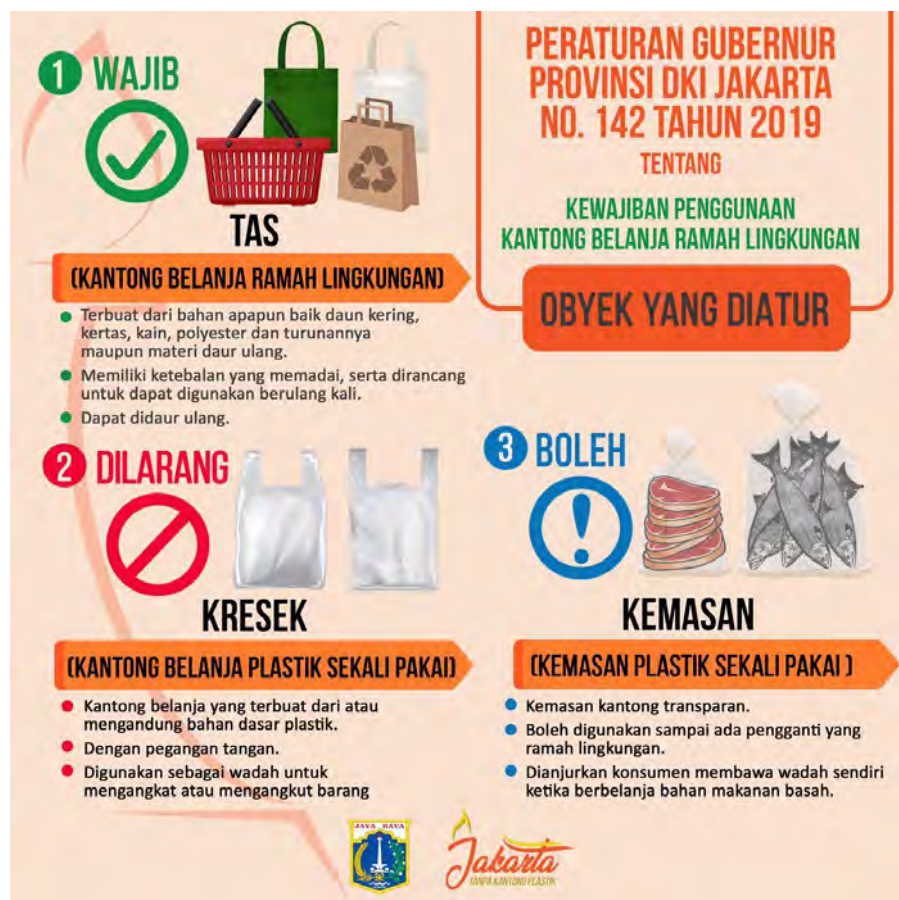 PERATURAN GUBERNUR
PROVINSI DKI JAKARTA
NO. 142 TAHUN 2019
TENTANG
KEWAJIBAN PENGGUNAAN
KANTONG BELANJA RAMAH LINGKUNGAN
OBYEK YANG DIATUR
1 WAJIB
TAS
(KANTONG BELANJA RAMAH LINGKUNGAN)
Terbuat dari bahan apapun baik daun kering,
kertas, kain, polyester dan turunannya
maupun materi daur ulang.
Memiliki ketebalan yang memadai, serta dirancang
untuk dapat digunakan berulang kali.
Dapat didaur ulang.
2 DILARANG
KRESEK
(KANTONG BELANJA PLASTIK SEKALI PAKAI)
Kantong belanja yang terbuat dari atau
mengandung bahan dasar plastik.
Dengan pegangan tangan.
Digunakan sebagai wadah untuk
mengangkat atau mengangkut barang
3 BOLEH
KEMASAN
(KEMASAN PLASTIK SEKALI PAKAI )
Kemasan kantong transparan.
Boleh digunakan sampai ada pengganti yang
ramah lingkungan.
Dianjurkan konsumen membawa wadah sendiri
ketika berbelanja bahan makanan basah.
JAYA RAYA
Jakarta
TANPA KANTONG PLASTIK